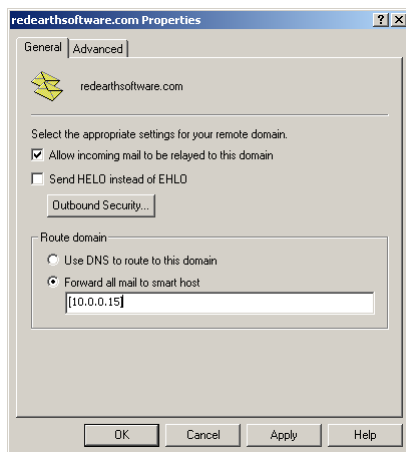 redearthsoftware.com Properties
General
Advanced
redearthsoftware.com
Select the appropriate settings for your remote domain.
Allow incoming mail to be relayed to this domain
Send HELO instead of EHLO
Outbound Security...
Route domain
Use DNS to route to this domain
Forward all mail to smart host
[10.0.0.15]
OK
Cancel
Apply
Help